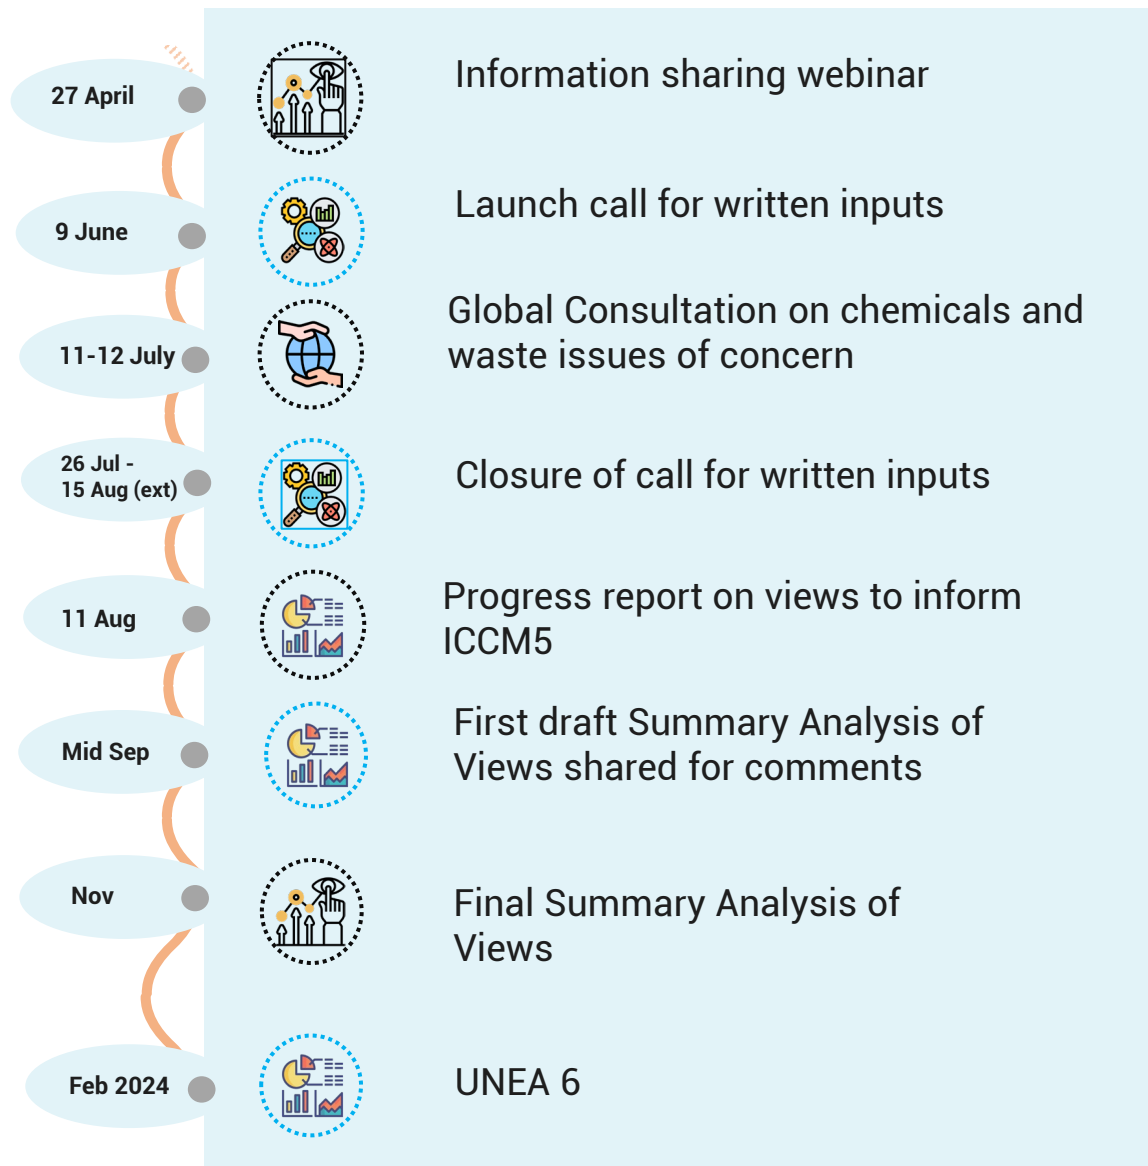 27 April
Information sharing webinar
9 June
Launch call for written inputs
11-12 July
Global Consultation on chemicals and
waste issues of concern
26 Jul -
15 Aug (ext)
Closure of call for written inputs
11 Aug
Progress report on views to inform
ICCM5
Mid Sep
First draft Summary Analysis of
Views shared for comments
Nov
Final Summary Analysis of
Views
Feb 2024
UNEA 6